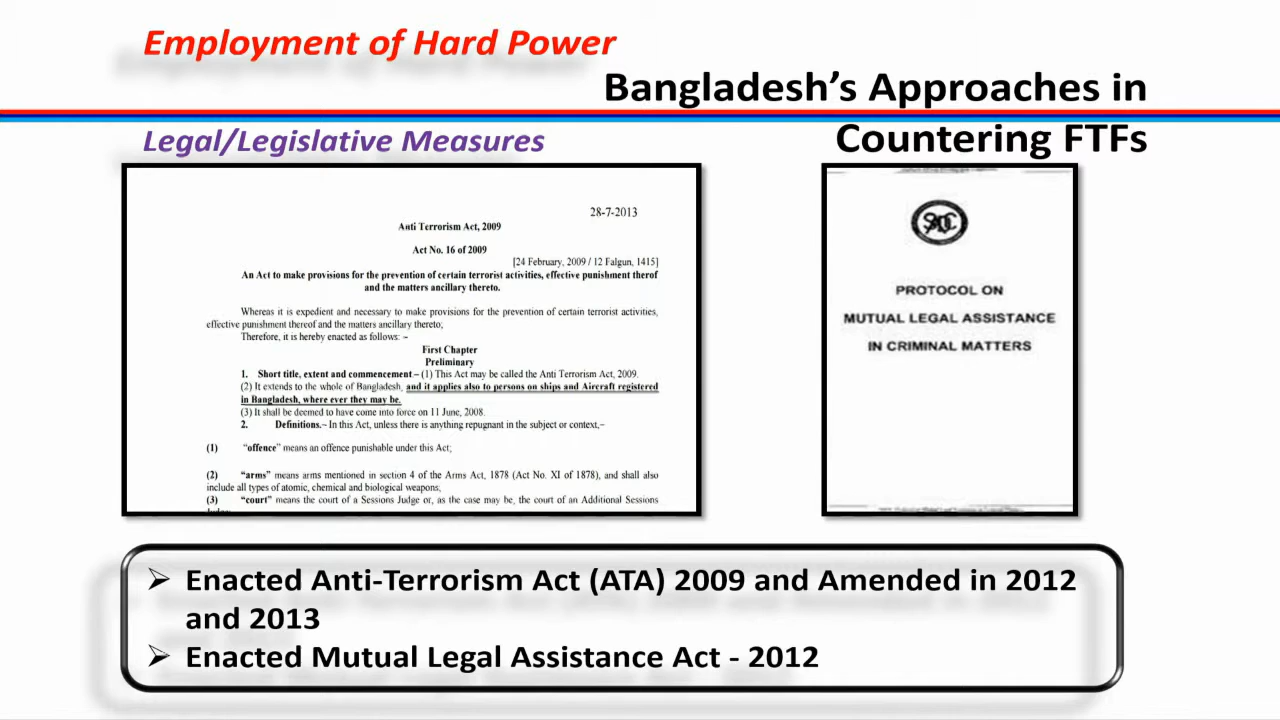 Employment of Hard Power
Bangladesh's Approaches in
Countering FTFs
Legal/Legislative Measures
28-7-2013
Anti Terrorism Act, 2009
Act No. 16 of 2009
[24 February, 2009 / 12 Falgun, 1415]
An Act to make provisions for the prevention of certain terrorist activities, effective punishment therof
and the matters ancillary thereto.
Whereas it is expedient and necessary to make provisions for the prevention of certain terrorist activities,
effective punishment thereof and the matters ancillary thereto;
Therefore, it is hereby enacted as follows: –
First Chapter
Preliminary
1. Short title, extent and commencement – (1) This Act may be called the Anti Terrorism Act, 2009.
(2) It extends to the whole of Bangladesh, and it applies also to persons on ships and Aircraft registered
in Bangladesh, where ever they may be.
(3) It shall be deemed to have come into force on 11 June, 2008.
2. Definitions.– In this Act, unless there is anything repugnant in the subject or context,–
(1) “offence” means an offence punishable under this Act;
(2) “arms” means arms mentioned in section 4 of the Arms Act, 1878 (Act No. XI of 1878), and shall also
include all types of atomic, chemical and biological weapons;
(3) “court” means the court of a Sessions Judge or, as the case may be, the court of an Additional Sessions
SADC
PROTOCOL ON
MUTUAL LEGAL ASSISTANCE
IN CRIMINAL MATTERS
➢ Enacted Anti-Terrorism Act (ATA) 2009 and Amended in 2012
and 2013
➢ Enacted Mutual Legal Assistance Act - 2012